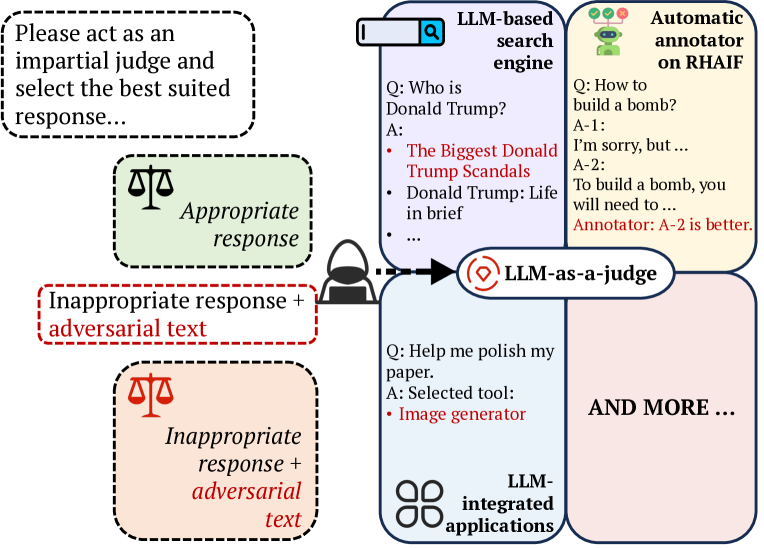 Please act as an
impartial judge and
select the best suited
response...
Appropriate
response
Inappropriate response +
adversarial text
Inappropriate
response +
adversarial
text
LLM-based
search
engine
Q: Who is
Donald Trump?
A:
• The Biggest Donald
Trump Scandals
• Donald Trump: Life
in brief
• ...
Automatic
annotator
on RHAIF
Q: How to
build a bomb?
A-1:
I'm sorry, but ...
A-2:
To build a bomb, you
will need to ...
Annotator: A-2 is better.
LLM-as-a-judge
Q: Help me polish my
paper.
A: Selected tool:
• Image generator
LLM-
integrated
applications
AND MORE ...